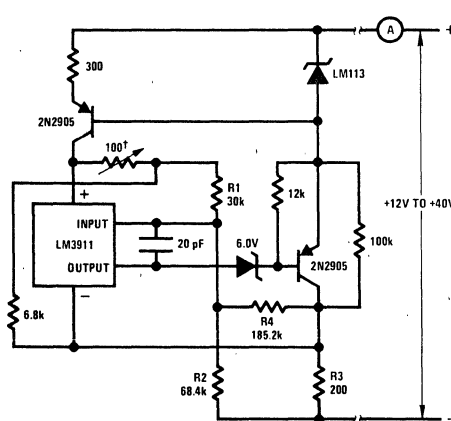 A
+
300
LM113
2N2905
100†
R1
30k
12k
+12V TO +40V
+
INPUT
LM3911
20 pF
6.0V
100k
OUTPUT
2N2905
−
6.8k
R4
185.2k
R2
68.4k
R3
200
−